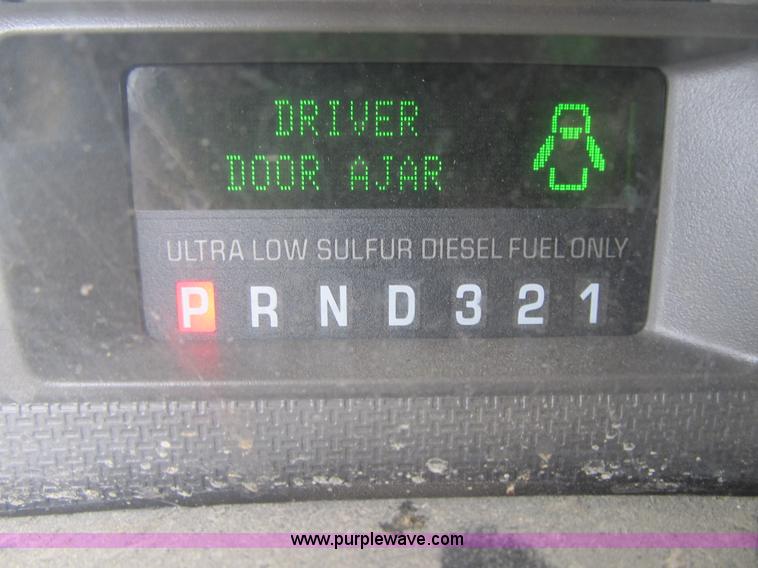 DRIVER
DOOR AJAR
ULTRA LOW SULFUR DIESEL FUEL ONLY
P R N D 3 2 1
www.purplewave.com